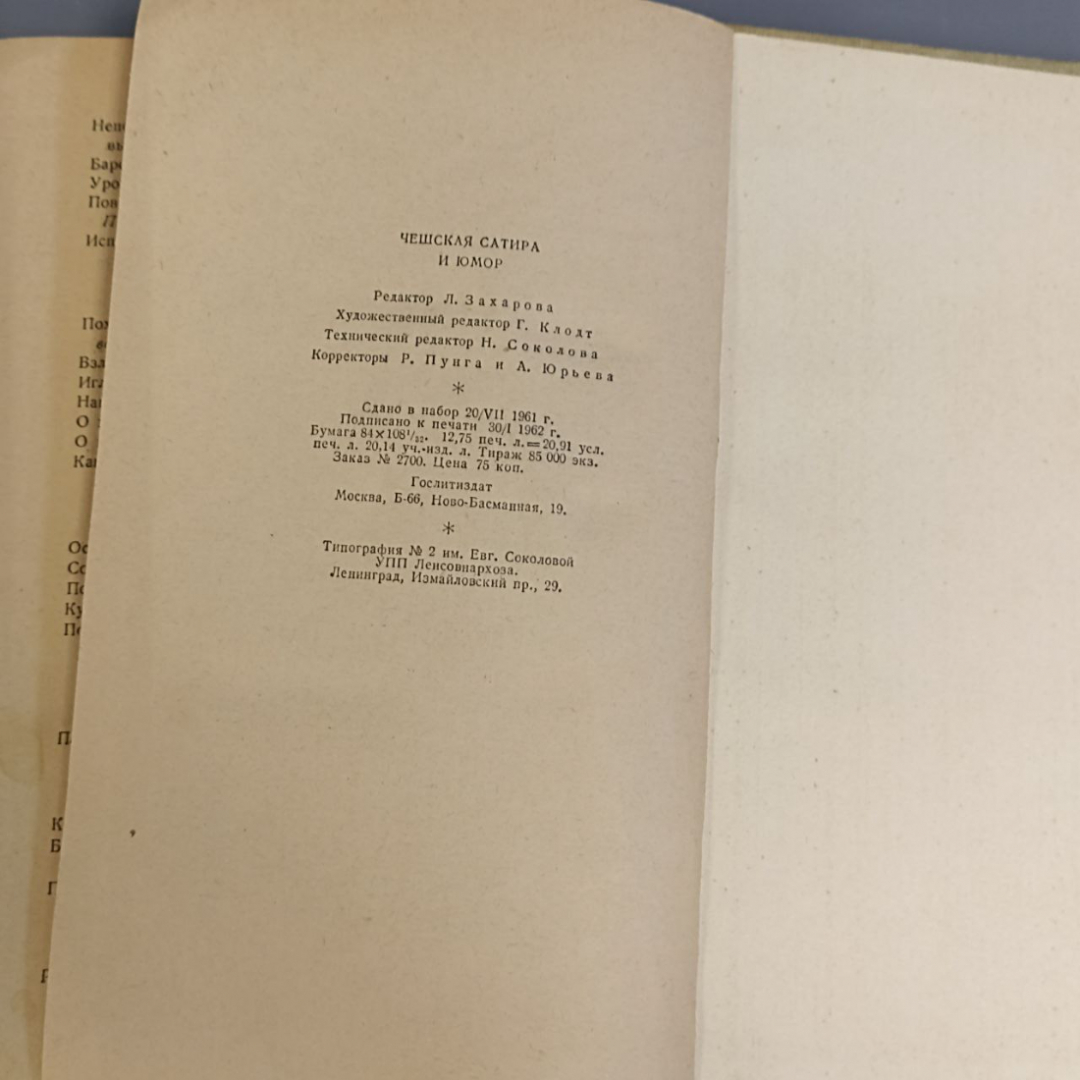 ЧЕШСКАЯ САТИРА
И ЮМОР
Редактор Л. Захарова
Художественный редактор Г. Клодт
Технический редактор Н. Соколова
Корректоры Р. Пунга и А. Юрьева
*
Сдано в набор 20/VII 1961 г.
Подписано к печати 30/I 1962 г.
Бумага 84×108¹/₃₂. 12,75 печ. л.=20,91 усл.
печ. л. 20,14 уч.-изд. л. Тираж 85 000 экз.
Заказ № 2700. Цена 75 коп.
Гослитиздат
Москва, Б-66, Ново-Басманная, 19.
*
Типография № 2 им. Евг. Соколовой
УПП Ленсовнархоза.
Ленинград, Измайловский пр., 29.